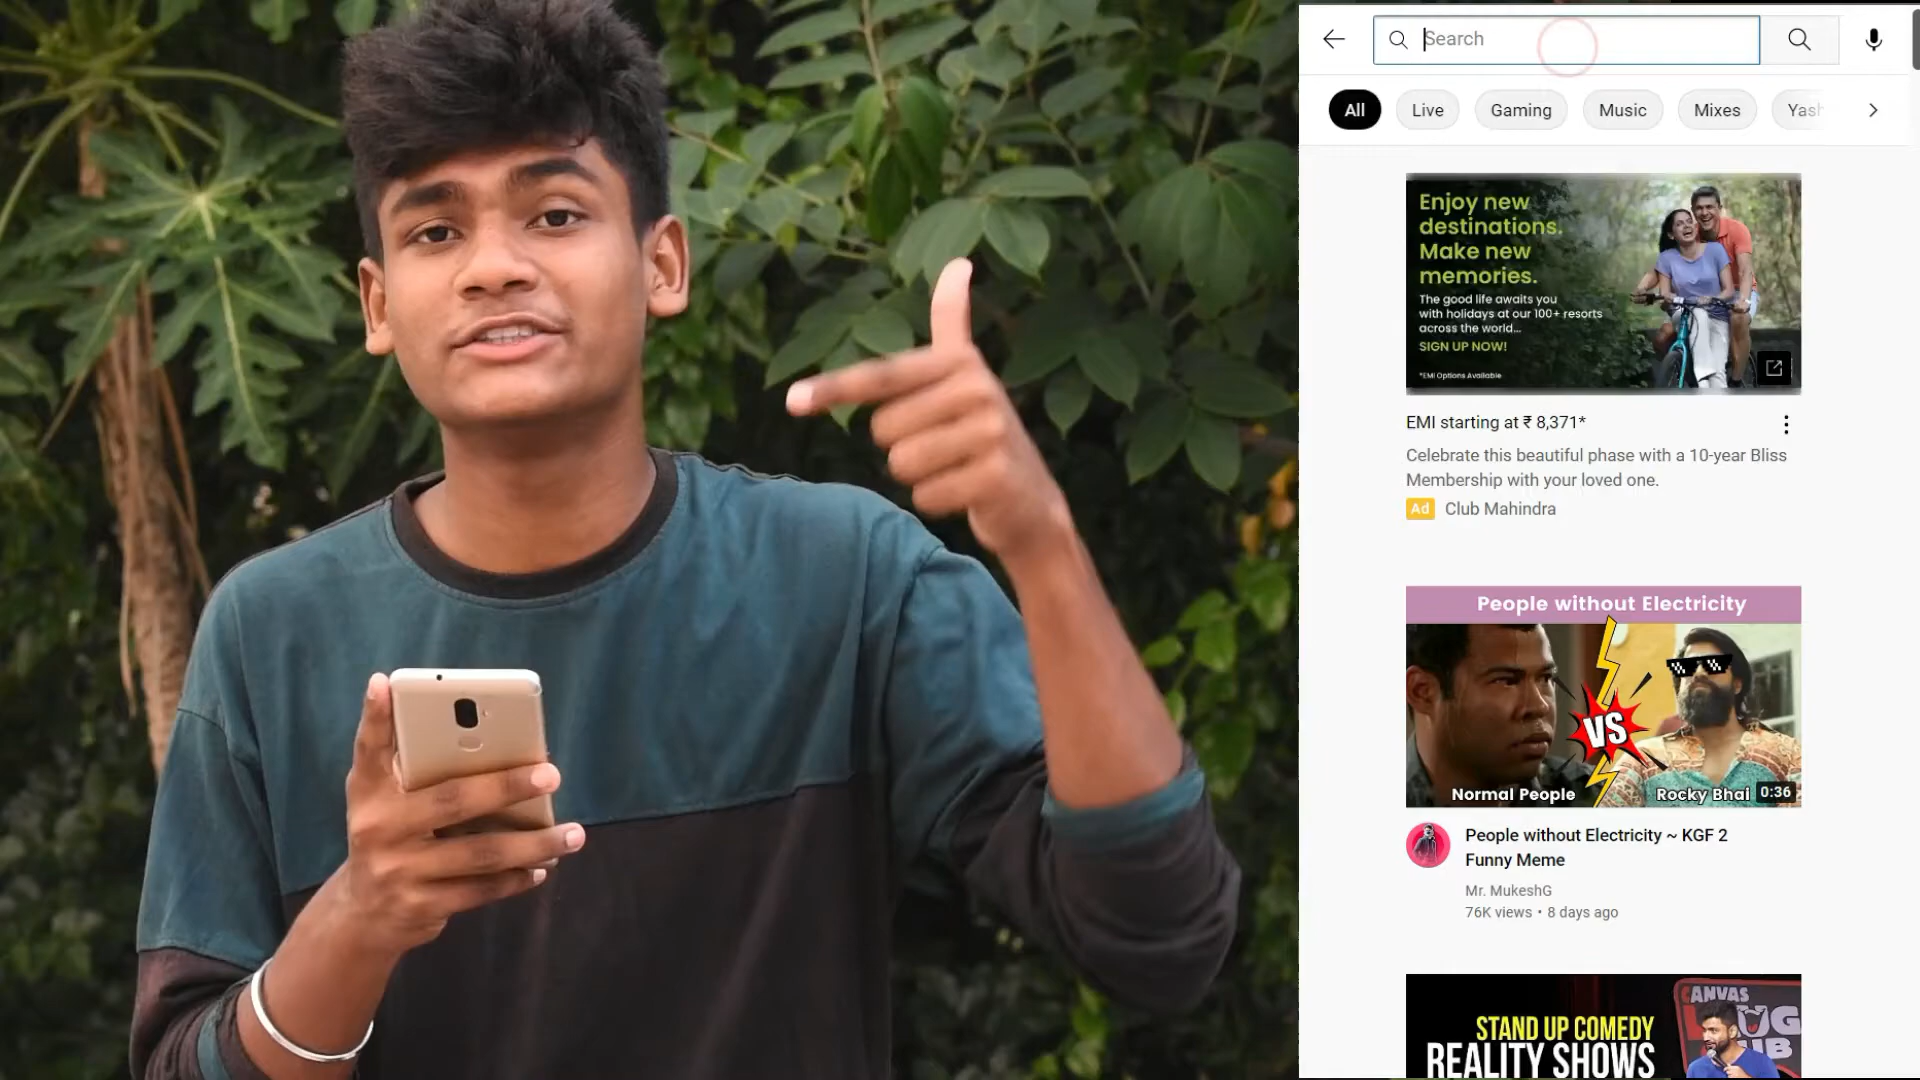 Search
All
Live
Gaming
Music
Mixes
Yash
Enjoy new
destinations.
Make new
memories.
The good life awaits you
with holidays at our 100+ resorts
across the world...
SIGN UP NOW!
*EMI Options Available
EMI starting at ₹ 8,371*
Celebrate this beautiful phase with a 10-year Bliss
Membership with your loved one.
Ad Club Mahindra
People without Electricity
VS
Normal People
Rocky Bhai
0:36
People without Electricity ~ KGF 2
Funny Meme
Mr. MukeshG
76K views • 8 days ago
STAND UP COMEDY
REALITY SHOWS
CANVAS